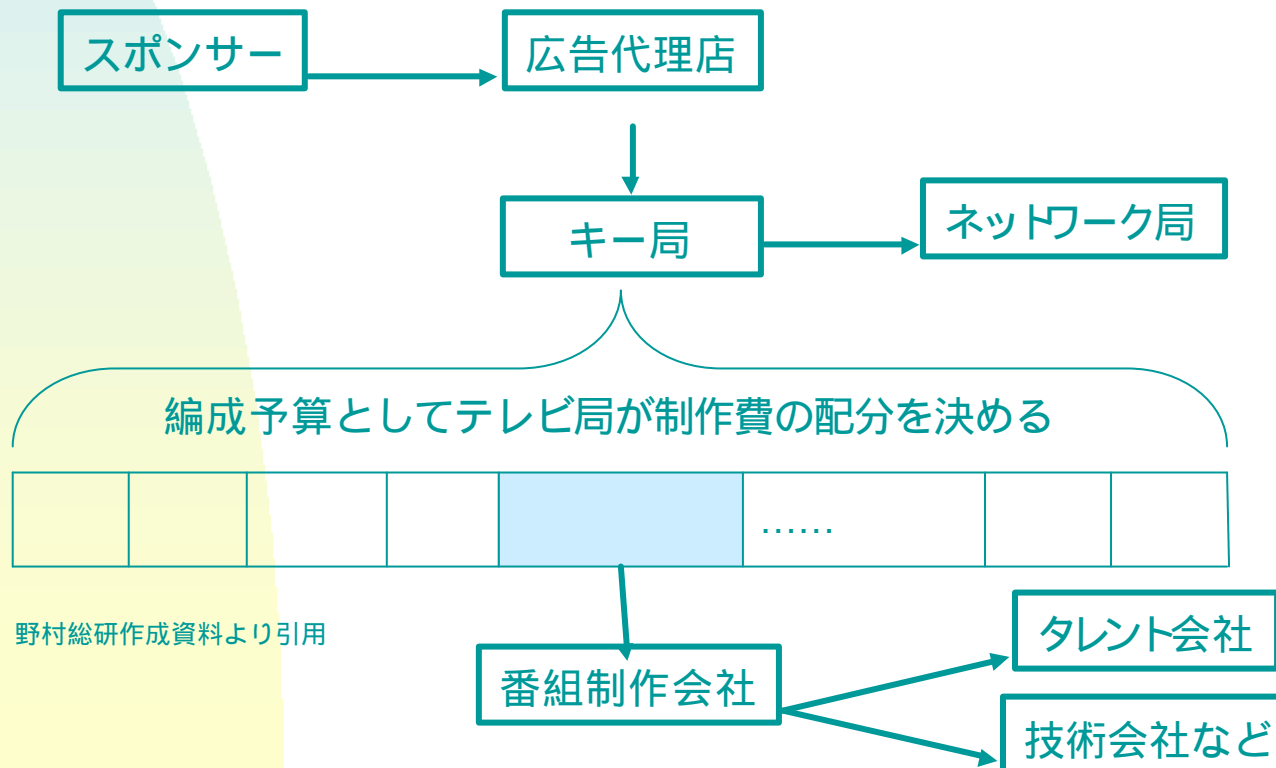 スポンサー
広告代理店
キー局
ネットワーク局
編成予算としてテレビ局が制作費の配分を決める
……
野村総研作成資料より引用
番組制作会社
タレント会社
技術会社など